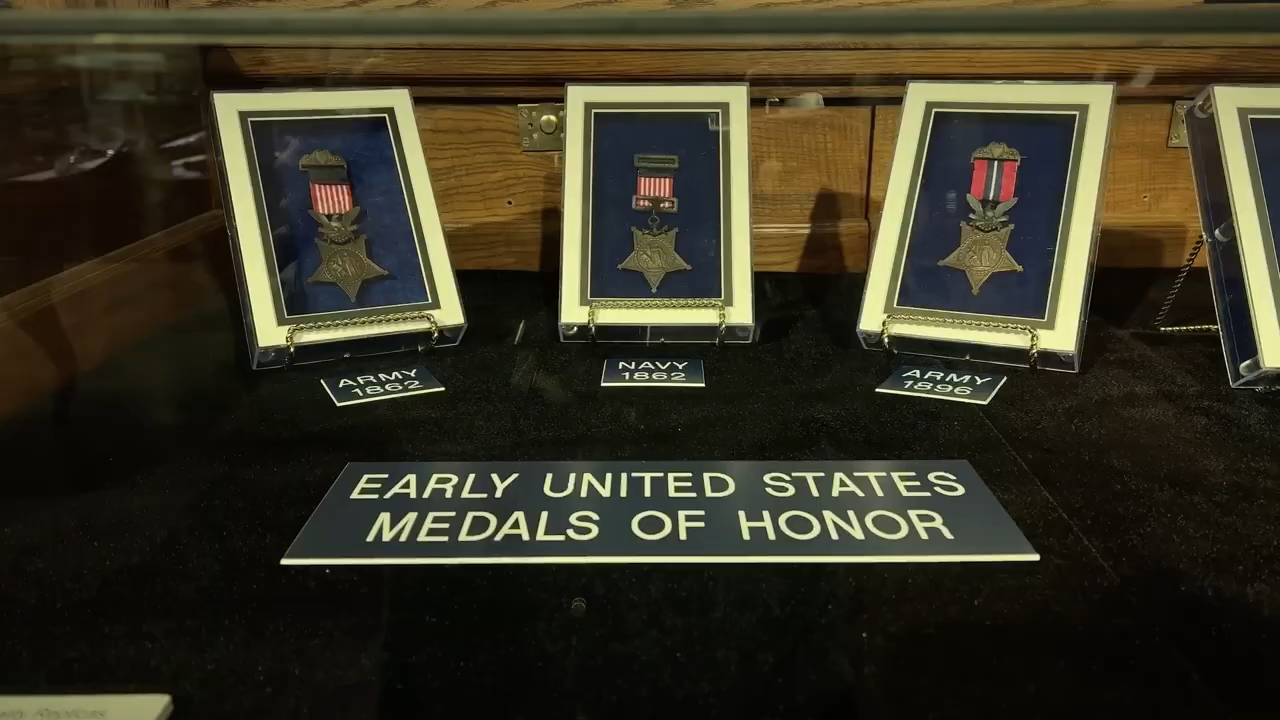 ARMY
1862
NAVY
1862
ARMY
1896
EARLY UNITED STATES
MEDALS OF HONOR